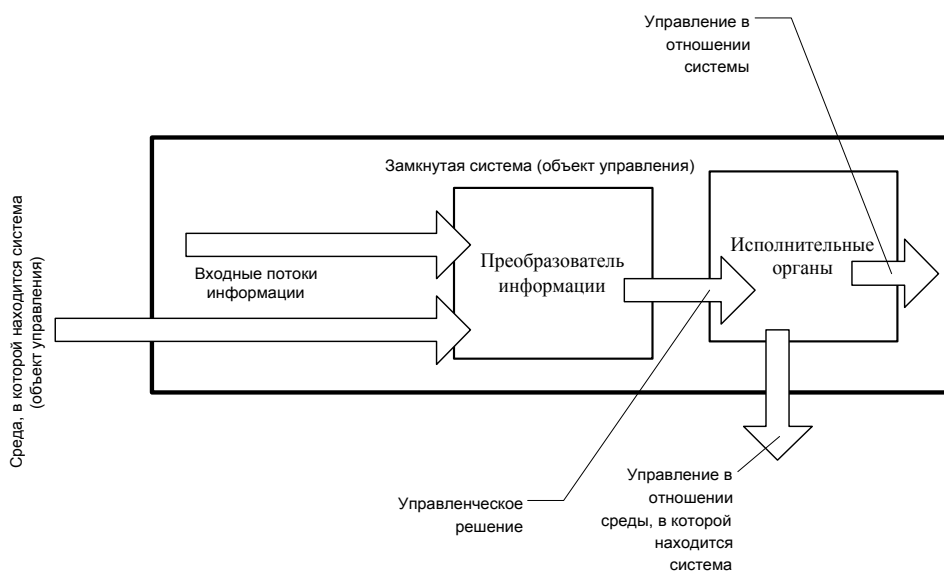 Управление в
отношении
системы
Замкнутая система (объект управления)
Среда, в которой находится система
(объект управления)
Входные потоки
информации
Преобразователь
информации
Исполнительные
органы
Управленческое
решение
Управление в
отношении
среды, в которой
находится
система